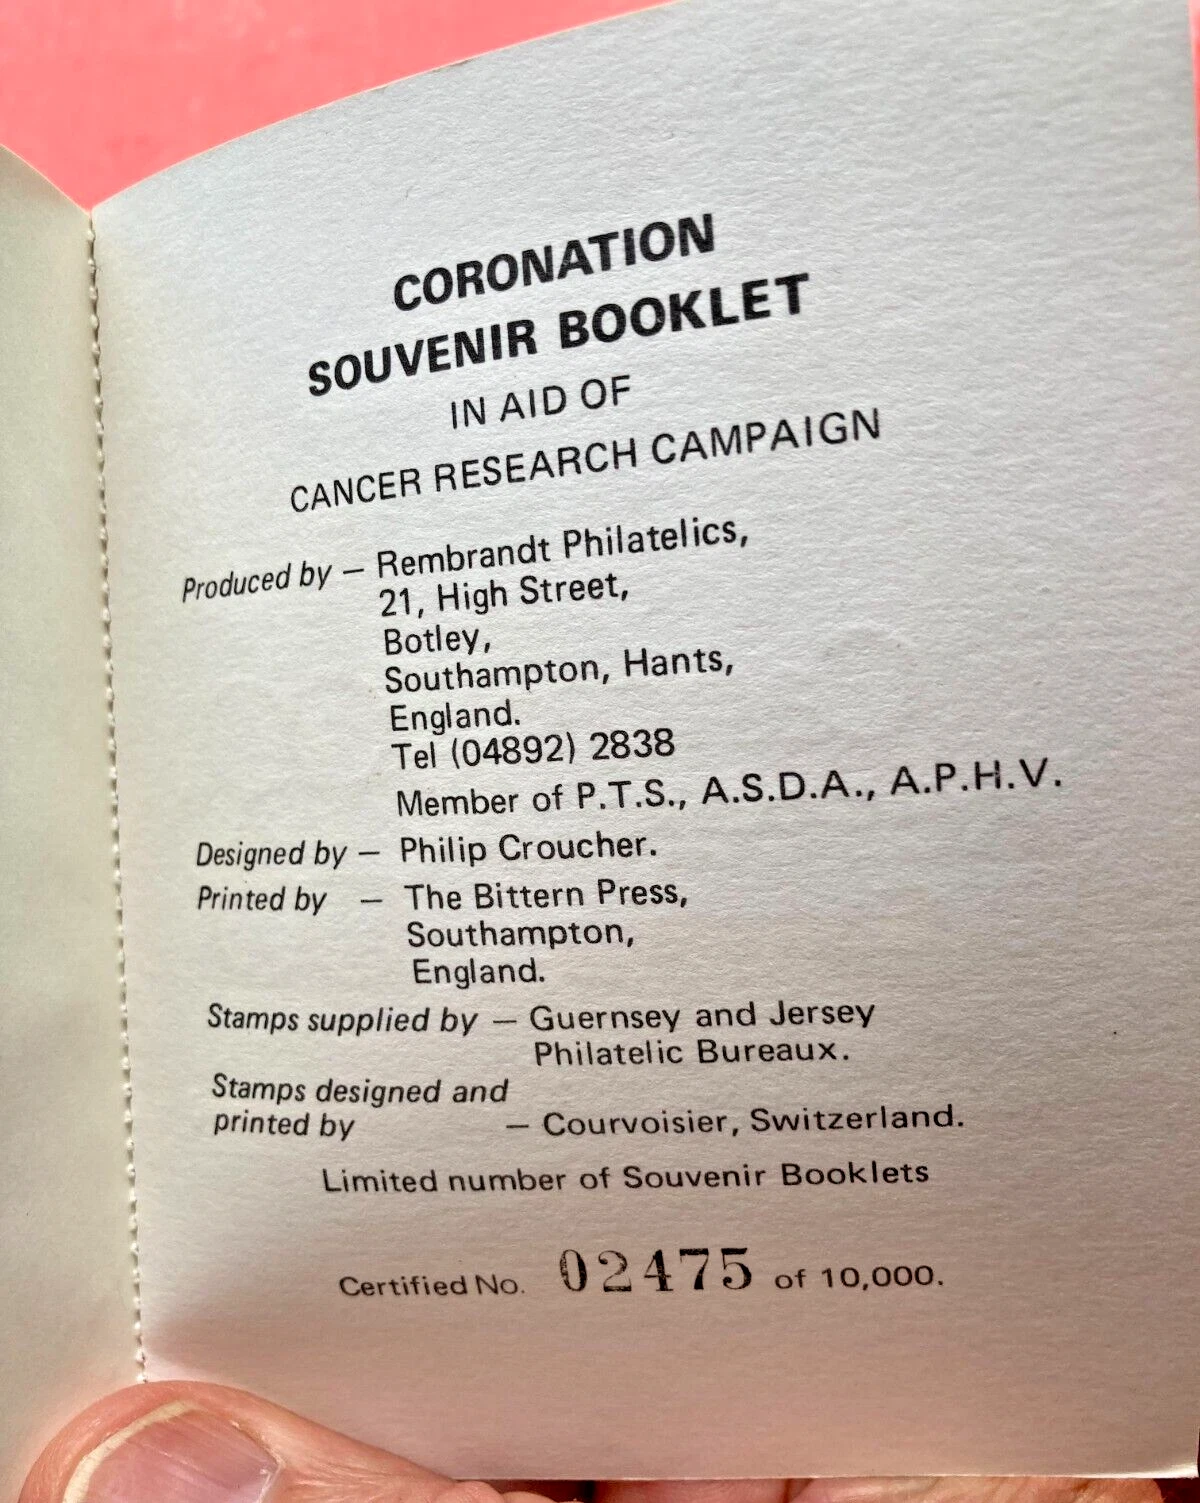 CORONATION
SOUVENIR BOOKLET
IN AID OF
CANCER RESEARCH CAMPAIGN
Produced by — Rembrandt Philatelics,
21, High Street,
Botley,
Southampton, Hants,
England.
Tel (04892) 2838
Member of P.T.S., A.S.D.A., A.P.H.V.
Designed by — Philip Croucher.
Printed by — The Bittern Press,
Southampton,
England.
Stamps supplied by — Guernsey and Jersey
Philatelic Bureaux.
Stamps designed and
printed by — Courvoisier, Switzerland.
Limited number of Souvenir Booklets
Certified No. 02475 of 10,000.